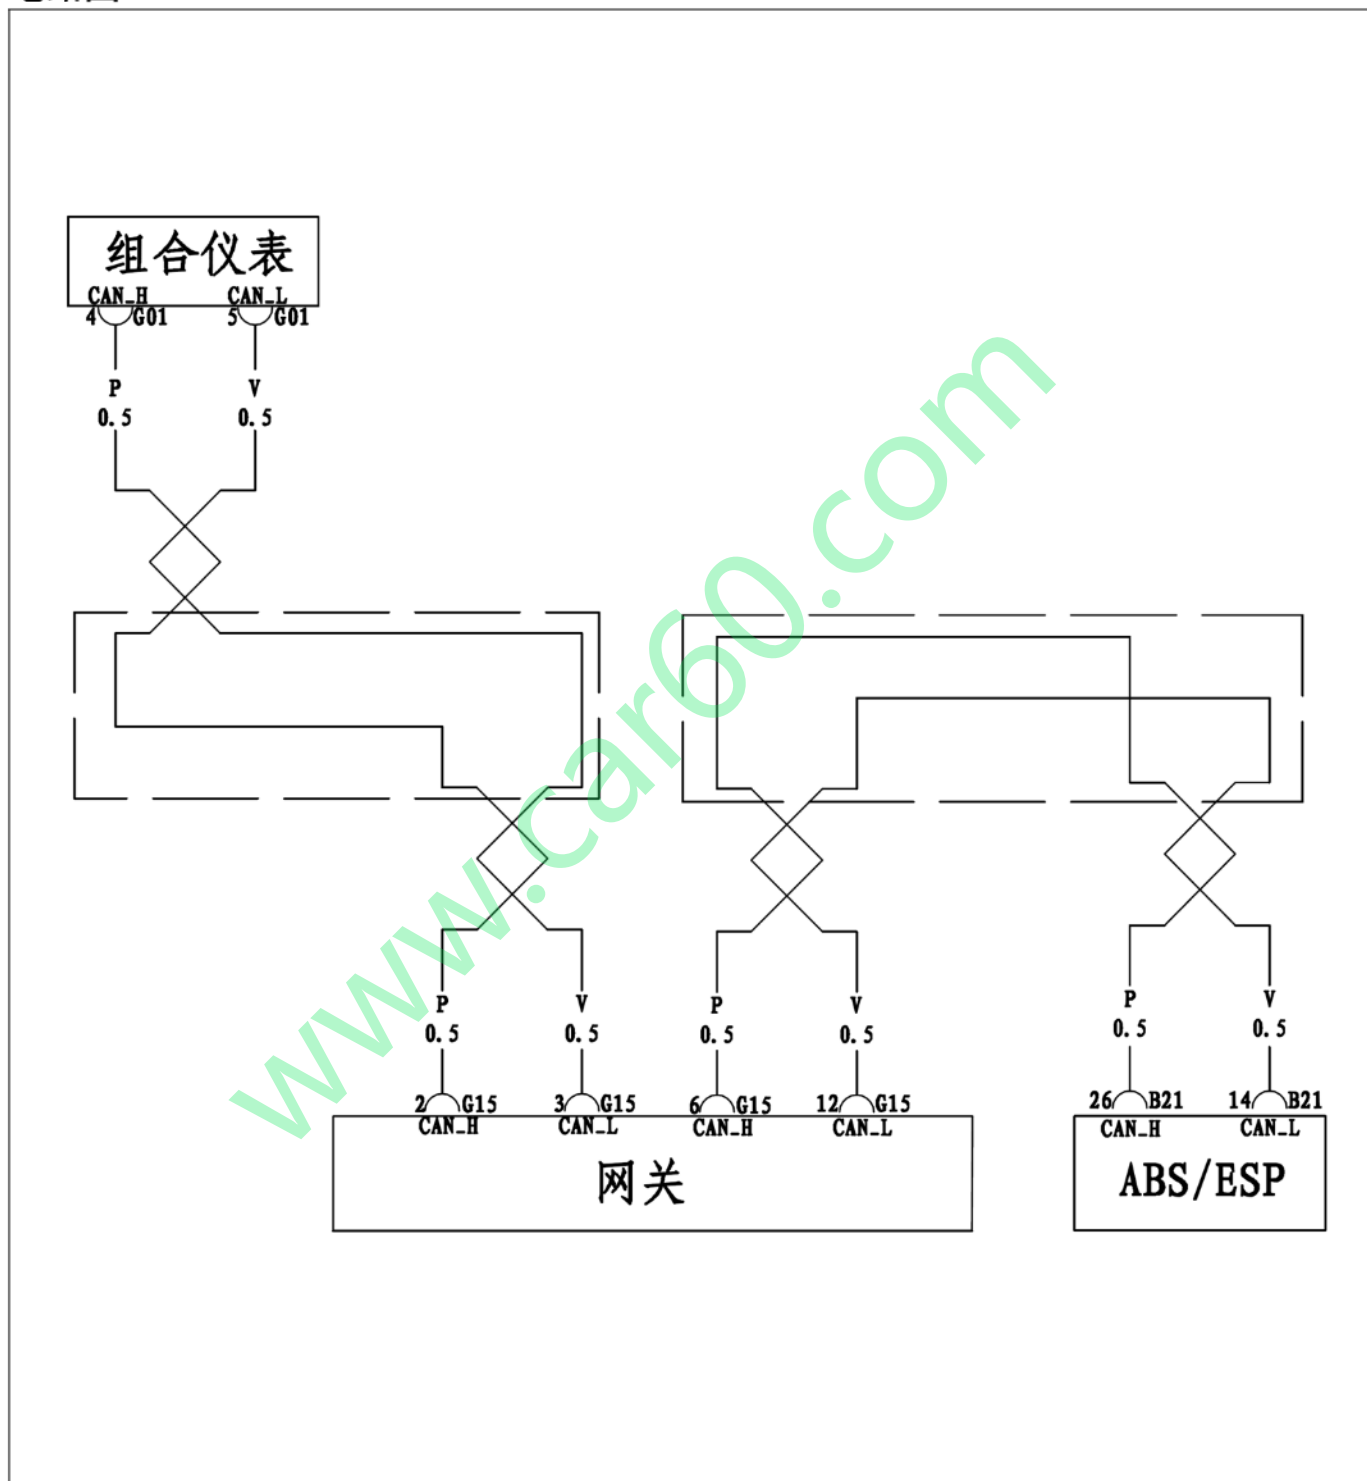 组合仪表
CAN_H CAN_L
4 G01 5 G01
P V
0.5 0.5
www.car60.com
P V P V P V
0.5 0.5 0.5 0.5 0.5 0.5
2 G15 3 G15 6 G15 12 G15 26 B21 14 B21
CAN_H CAN_L CAN_H CAN_L CAN_H CAN_L
网关 ABS/ESP